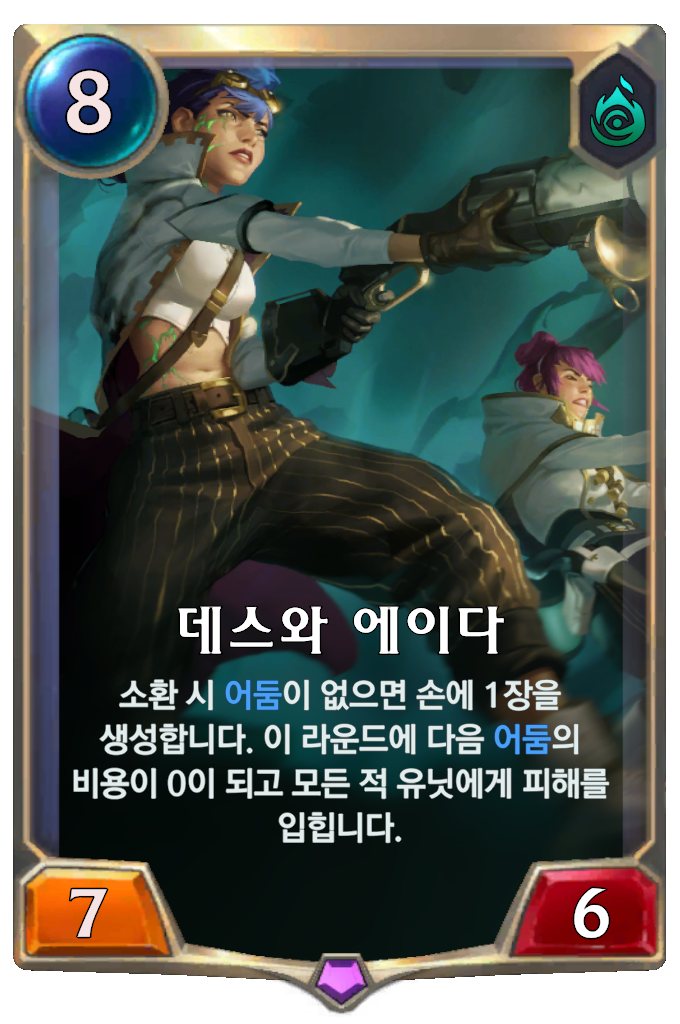 8
데스와 에이다
소환 시 어둠이 없으면 손에 1장을
생성합니다. 이 라운드에 다음 어둠의
비용이 0이 되고 모든 적 유닛에게 피해를
입힙니다.
7
6